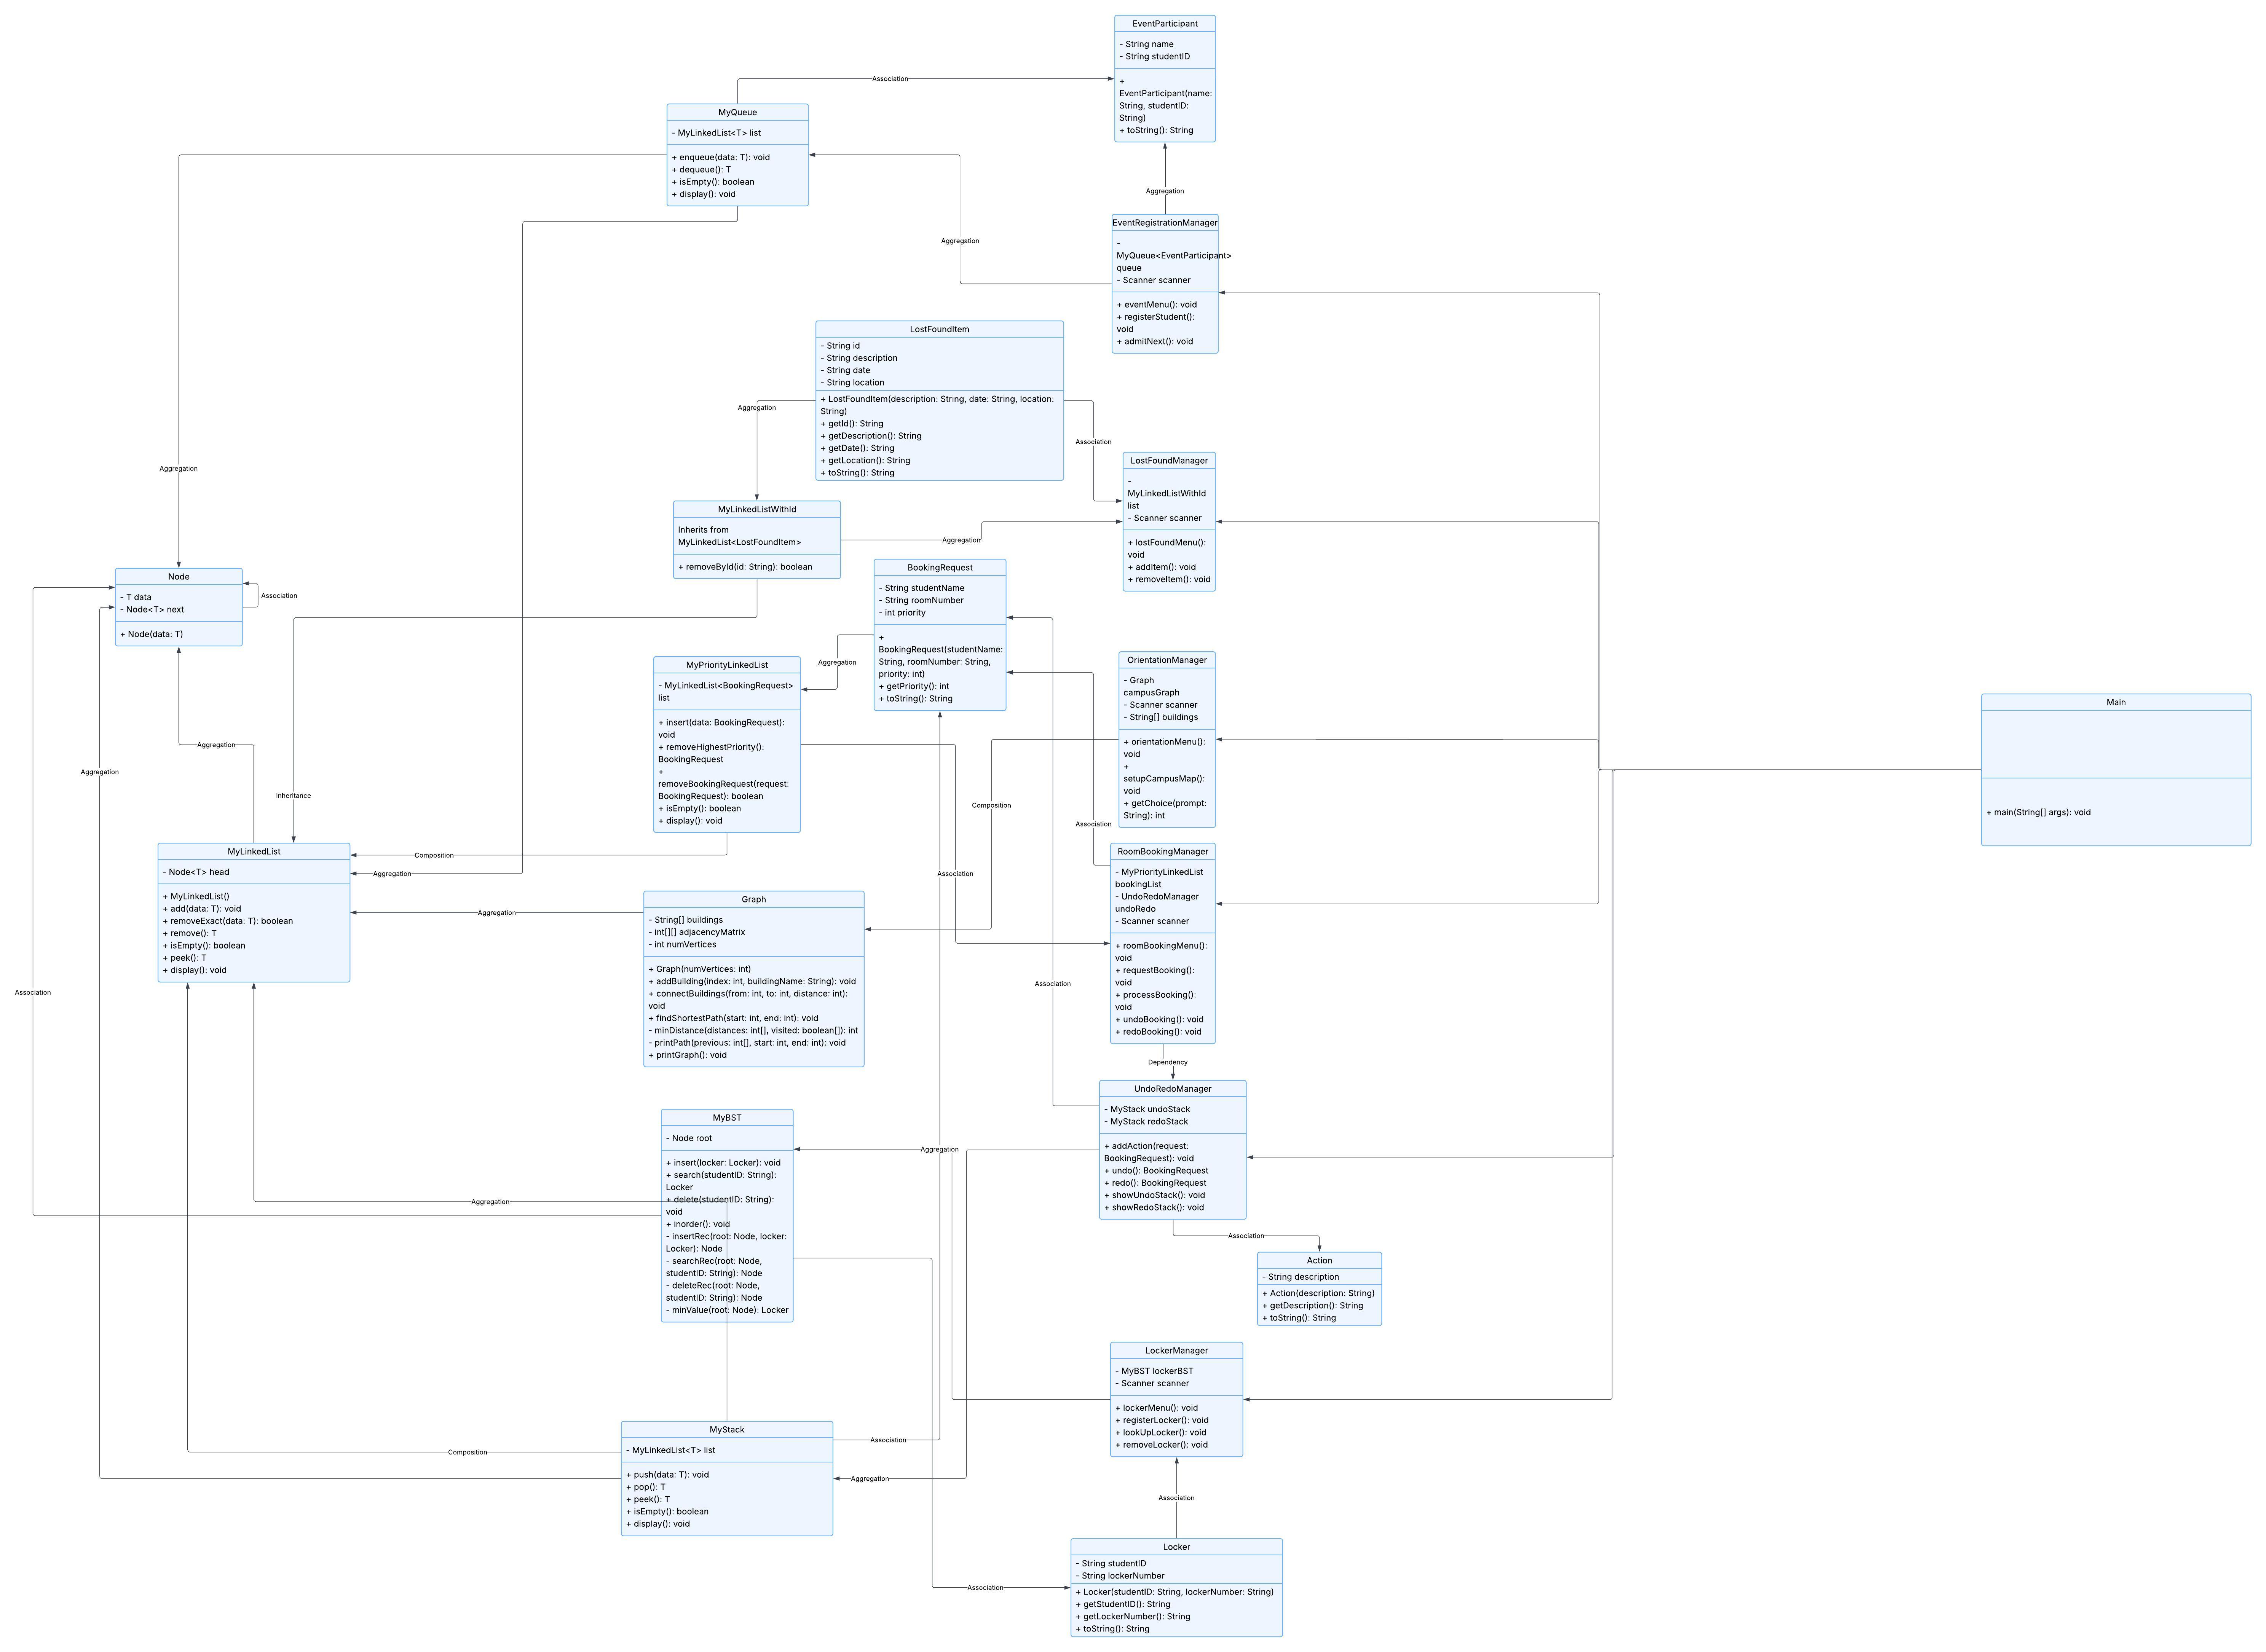 EventParticipant
- String name
- String studentID
+
EventParticipant(name:
String, studentID:
String)
+ toString(): String
Association
MyQueue
- MyLinkedList<T> list
+ enqueue(data: T): void
+ dequeue(): T
+ isEmpty(): boolean
+ display(): void
Aggregation
EventRegistrationManager
-
MyQueue<EventParticipant>
queue
- Scanner scanner
+ eventMenu(): void
+ registerStudent():
void
+ admitNext(): void
Aggregation
LostFoundItem
- String id
- String description
- String date
- String location
+ LostFoundItem(description: String, date: String, location:
String)
+ getId(): String
+ getDescription(): String
+ getDate(): String
+ getLocation(): String
+ toString(): String
Aggregation
Association
Aggregation
LostFoundManager
-
MyLinkedListWithId
list
- Scanner scanner
+ lostFoundMenu():
void
+ addItem(): void
+ removeItem(): void
MyLinkedListWithId
Inherits from
MyLinkedList<LostFoundItem>
+ removeById(id: String): boolean
Aggregation
Node
- T data
- Node<T> next
+ Node(data: T)
Association
BookingRequest
- String studentName
- String roomNumber
- int priority
+
BookingRequest(studentName:
String, roomNumber: String,
priority: int)
+ getPriority(): int
+ toString(): String
Aggregation
MyPriorityLinkedList
- MyLinkedList<BookingRequest>
list
+ insert(data: BookingRequest):
void
+ removeHighestPriority():
BookingRequest
+
removeBookingRequest(request:
BookingRequest): boolean
+ isEmpty(): boolean
+ display(): void
OrientationManager
- Graph
campusGraph
- Scanner scanner
- String[] buildings
+ orientationMenu():
void
+
setupCampusMap():
void
+ getChoice(prompt:
String): int
Main
+ main(String[] args): void
Aggregation
Aggregation
Inheritance
Composition
Association
MyLinkedList
- Node<T> head
+ MyLinkedList()
+ add(data: T): void
+ removeExact(data: T): boolean
+ remove(): T
+ isEmpty(): boolean
+ peek(): T
+ display(): void
Composition
Aggregation
Association
RoomBookingManager
- MyPriorityLinkedList
bookingList
- UndoRedoManager
undoRedo
- Scanner scanner
+ roomBookingMenu():
void
+ requestBooking():
void
+ processBooking():
void
+ undoBooking(): void
+ redoBooking(): void
Aggregation
Graph
- String[] buildings
- int[][] adjacencyMatrix
- int numVertices
+ Graph(numVertices: int)
+ addBuilding(index: int, buildingName: String): void
+ connectBuildings(from: int, to: int, distance: int):
void
+ findShortestPath(start: int, end: int): void
- minDistance(distances: int[], visited: boolean[]): int
- printPath(previous: int[], start: int, end: int): void
+ printGraph(): void
Association
Association
Dependency
UndoRedoManager
- MyStack undoStack
- MyStack redoStack
+ addAction(request:
BookingRequest): void
+ undo(): BookingRequest
+ redo(): BookingRequest
+ showUndoStack(): void
+ showRedoStack(): void
MyBST
- Node root
+ insert(locker: Locker): void
+ search(studentID: String):
Locker
+ delete(studentID: String):
void
+ inorder(): void
- insertRec(root: Node, locker:
Locker): Node
- searchRec(root: Node,
studentID: String): Node
- deleteRec(root: Node,
studentID: String): Node
- minValue(root: Node): Locker
Aggregation
Aggregation
Association
Action
- String description
+ Action(description: String)
+ getDescription(): String
+ toString(): String
LockerManager
- MyBST lockerBST
- Scanner scanner
+ lockerMenu(): void
+ registerLocker(): void
+ lookUpLocker(): void
+ removeLocker(): void
MyStack
- MyLinkedList<T> list
+ push(data: T): void
+ pop(): T
+ peek(): T
+ isEmpty(): boolean
+ display(): void
Composition
Association
Aggregation
Association
Association
Locker
- String studentID
- String lockerNumber
+ Locker(studentID: String, lockerNumber: String)
+ getStudentID(): String
+ getLockerNumber(): String
+ toString(): String